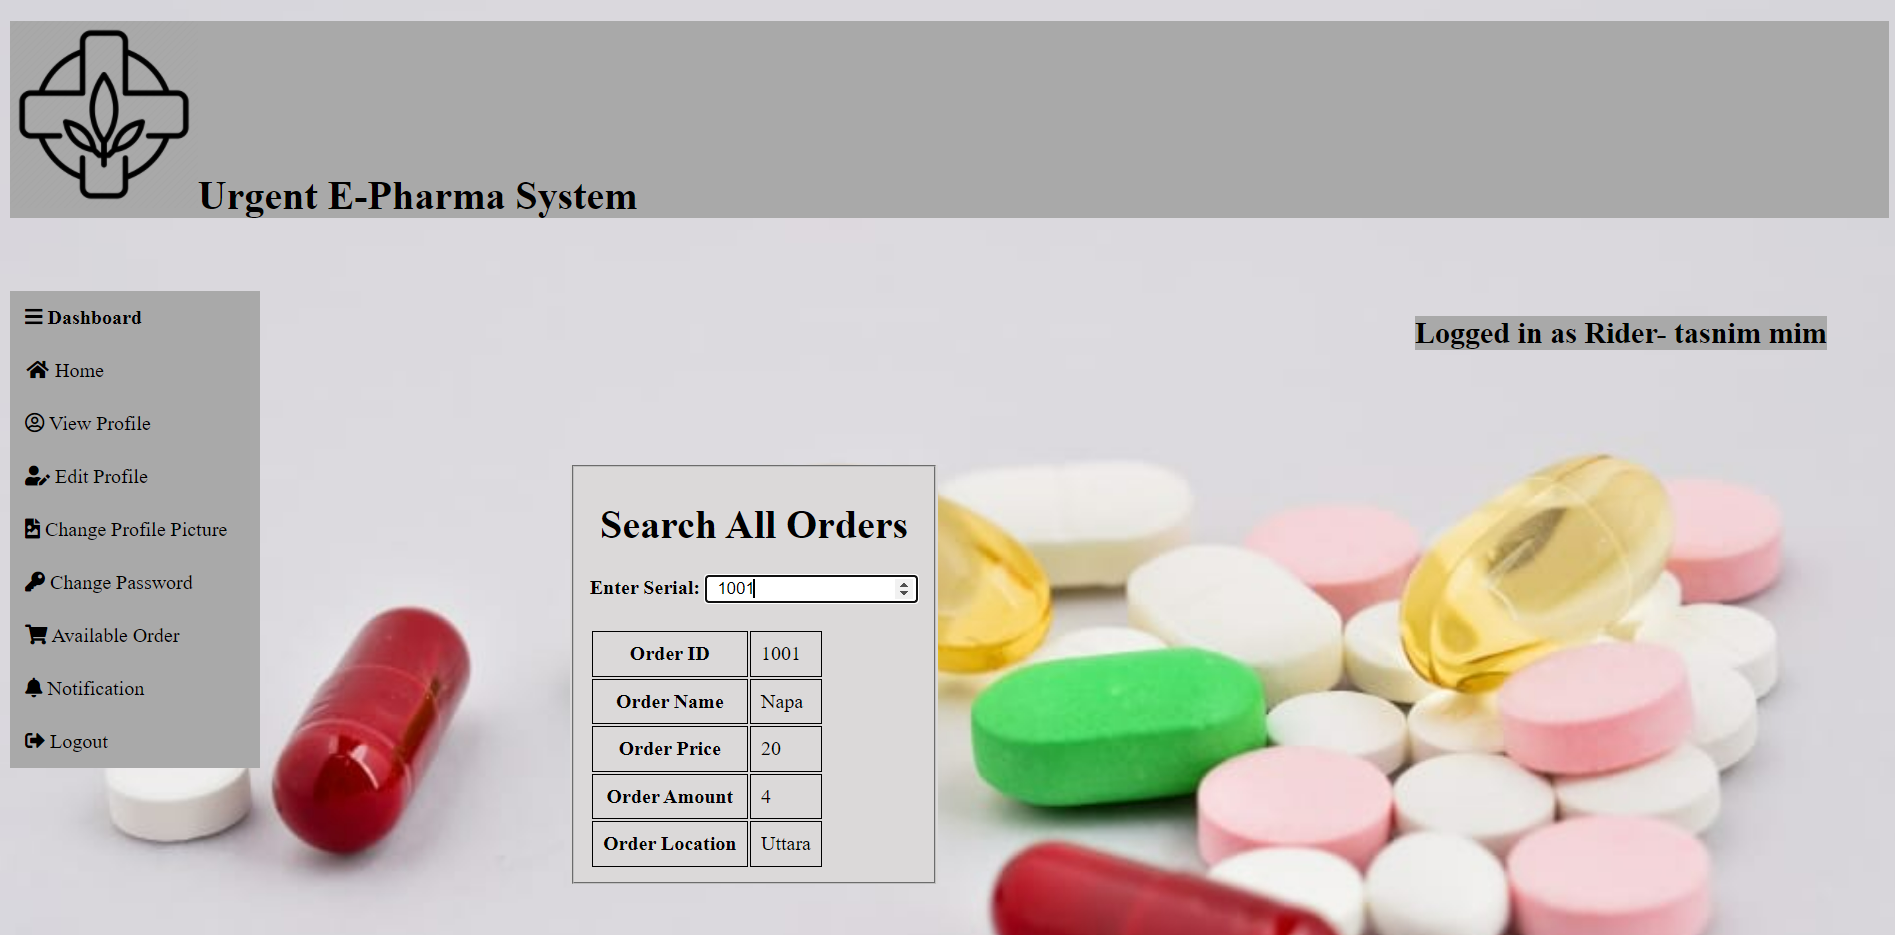 Urgent E-Pharma System
Dashboard
Home
View Profile
Edit Profile
Change Profile Picture
Change Password
Available Order
Notification
Logout
Logged in as Rider- tasnim mim
Search All Orders
Enter Serial: 1001
Order ID 1001
Order Name Napa
Order Price 20
Order Amount 4
Order Location Uttara